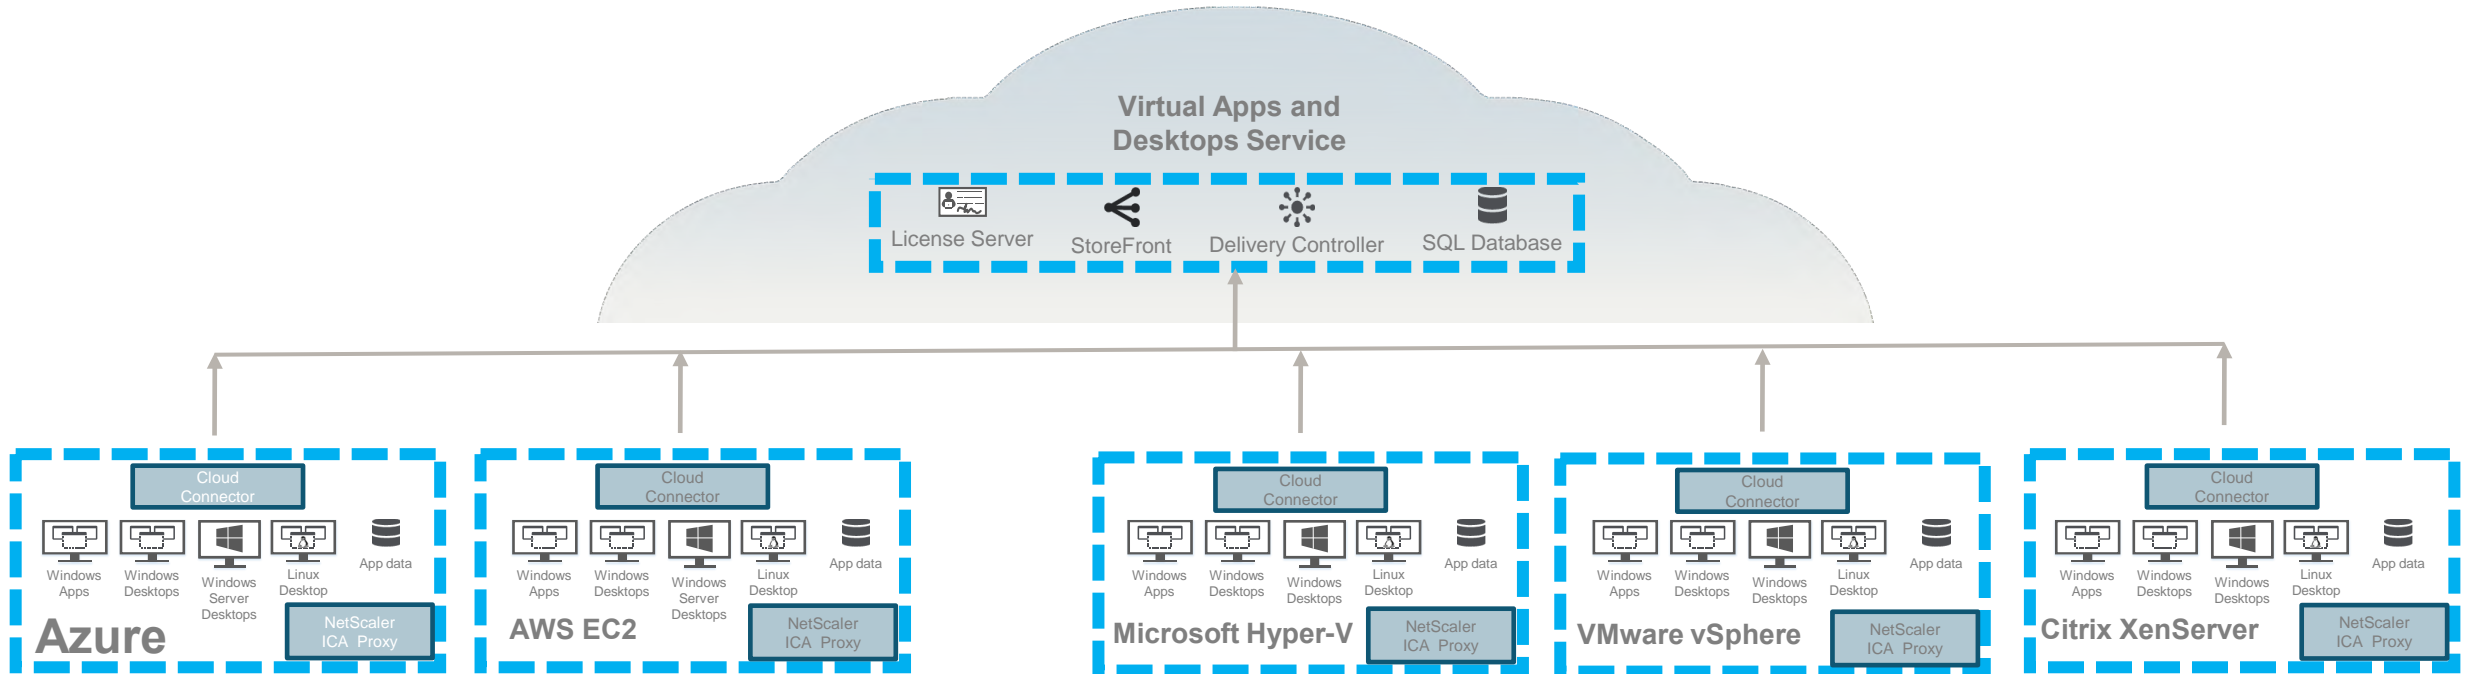 Virtual Apps and
Desktops Service
License Server
StoreFront
Delivery Controller
SQL Database
Cloud
Connector
Windows
Apps
Windows
Desktops
Windows
Server
Desktops
Linux
Desktop
App data
Azure
NetScaler
ICA Proxy
Cloud
Connector
Windows
Apps
Windows
Desktops
Windows
Server
Desktops
Linux
Desktop
App data
AWS EC2
NetScaler
ICA Proxy
Cloud
Connector
Windows
Apps
Windows
Desktops
Windows
Desktops
Linux
Desktop
App data
Microsoft Hyper-V
NetScaler
ICA Proxy
Cloud
Connector
Windows
Apps
Windows
Desktops
Windows
Desktops
Linux
Desktop
App data
VMware vSphere
NetScaler
ICA Proxy
Cloud
Connector
Windows
Apps
Windows
Desktops
Windows
Desktops
Linux
Desktop
App data
Citrix XenServer
NetScaler
ICA Proxy